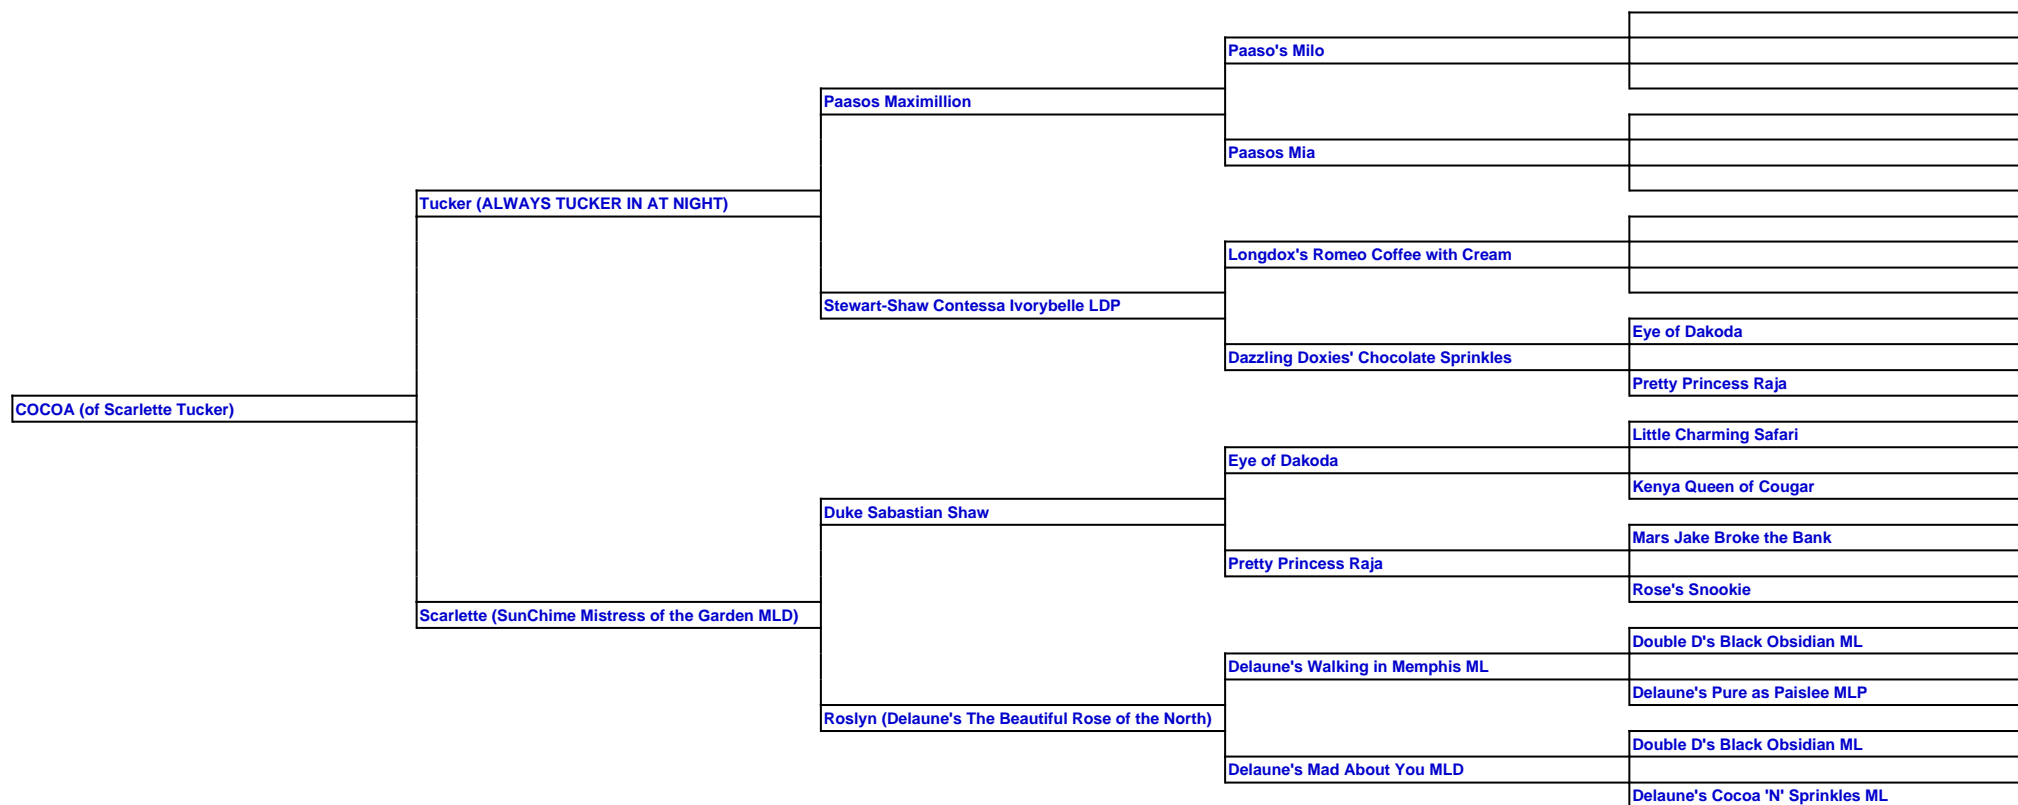 Paaso's Milo
Paasos Maximillion
Paasos Mia
Tucker (ALWAYS TUCKER IN AT NIGHT)
Longdox's Romeo Coffee with Cream
Stewart-Shaw Contessa Ivorybelle LDP
Eye of Dakoda
Dazzling Doxies' Chocolate Sprinkles
Pretty Princess Raja
COCOA (of Scarlette Tucker)
Little Charming Safari
Eye of Dakoda
Kenya Queen of Cougar
Duke Sabastian Shaw
Mars Jake Broke the Bank
Pretty Princess Raja
Rose's Snookie
Scarlette (SunChime Mistress of the Garden MLD)
Double D's Black Obsidian ML
Delaune's Walking in Memphis ML
Delaune's Pure as Paislee MLP
Roslyn (Delaune's The Beautiful Rose of the North)
Double D's Black Obsidian ML
Delaune's Mad About You MLD
Delaune's Cocoa 'N' Sprinkles ML